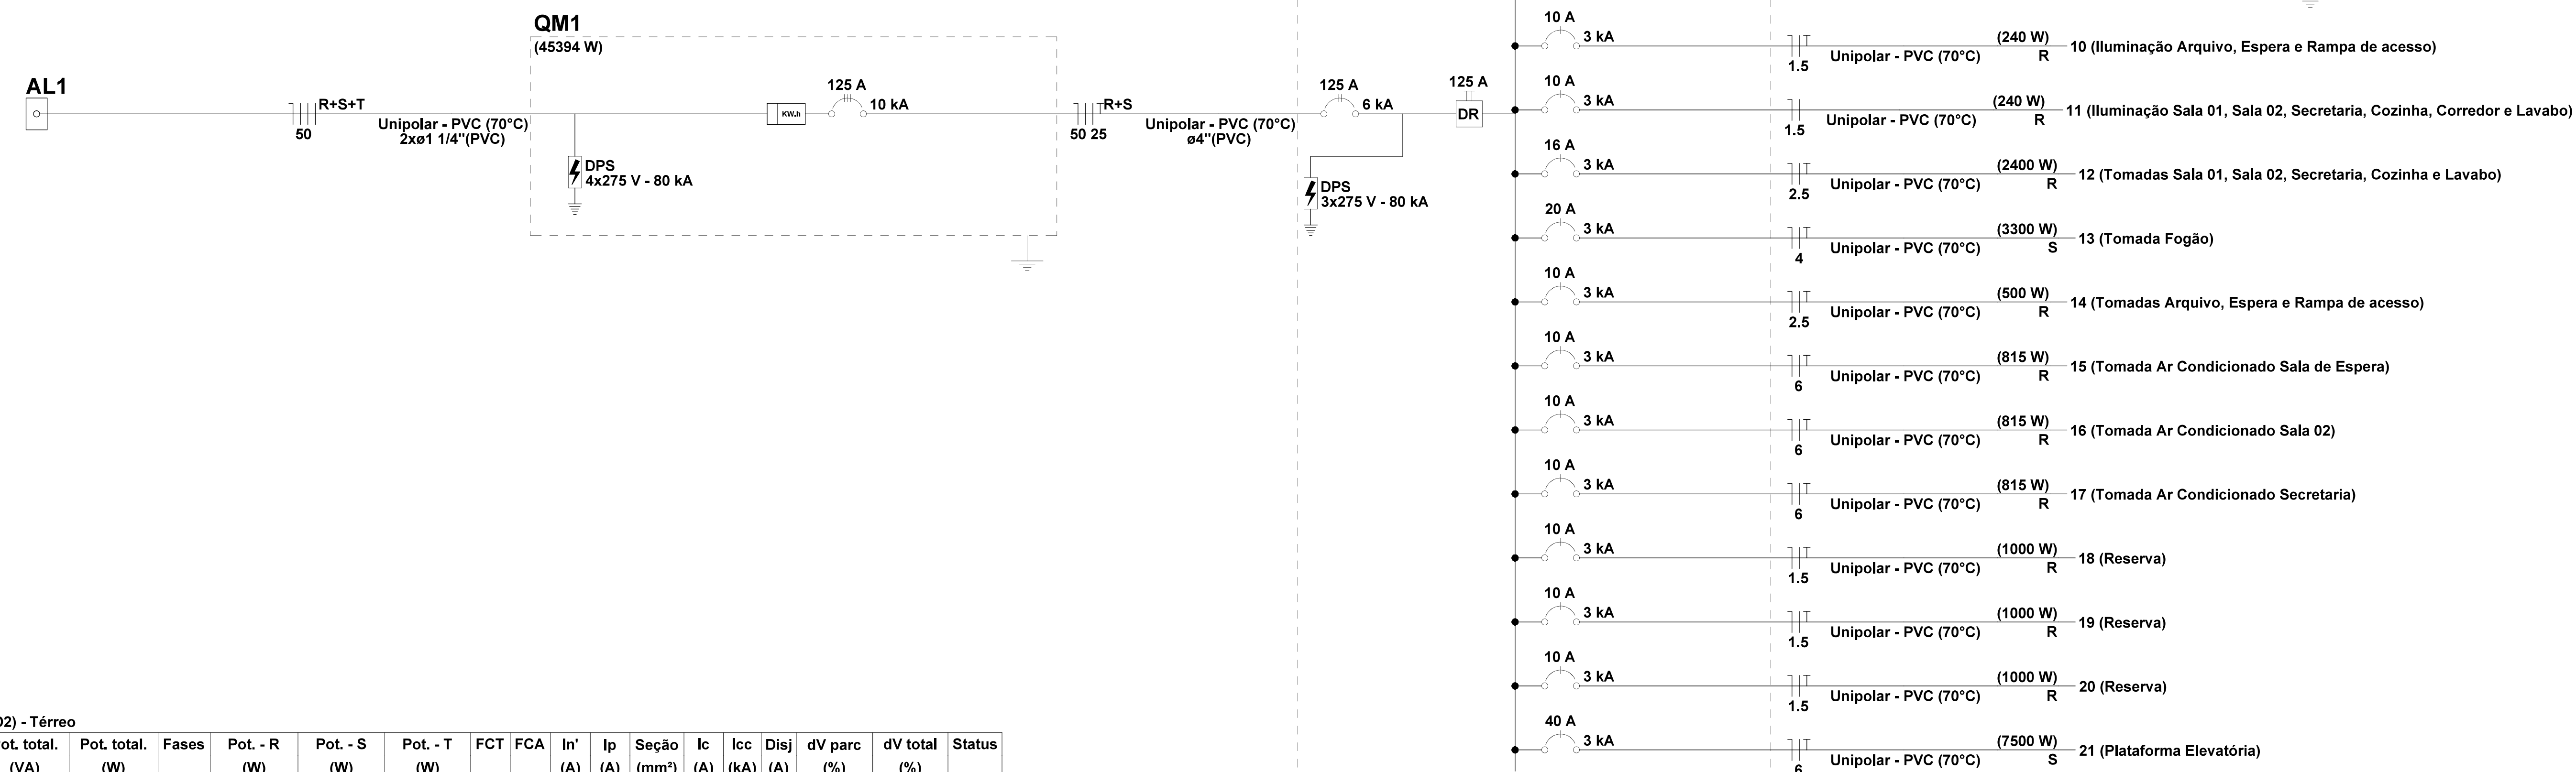 QM1
(45394 W)
AL1
R+S+T
50
Unipolar - PVC (70°C)
2xø1 1/4"(PVC)
DPS
4x275 V - 80 kA
KW.h
125 A
10 kA
R+S
50 25
Unipolar - PVC (70°C)
ø4"(PVC)
125 A
6 kA
DPS
3x275 V - 80 kA
125 A
DR
10 A
3 kA
1.5
Unipolar - PVC (70°C)
(240 W)
R
10 (Iluminação Arquivo, Espera e Rampa de acesso)
10 A
3 kA
1.5
Unipolar - PVC (70°C)
(240 W)
R
11 (Iluminação Sala 01, Sala 02, Secretaria, Cozinha, Corredor e Lavabo)
16 A
3 kA
2.5
Unipolar - PVC (70°C)
(2400 W)
R
12 (Tomadas Sala 01, Sala 02, Secretaria, Cozinha e Lavabo)
20 A
3 kA
4
Unipolar - PVC (70°C)
(3300 W)
S
13 (Tomada Fogão)
10 A
3 kA
2.5
Unipolar - PVC (70°C)
(500 W)
R
14 (Tomadas Arquivo, Espera e Rampa de acesso)
10 A
3 kA
6
Unipolar - PVC (70°C)
(815 W)
R
15 (Tomada Ar Condicionado Sala de Espera)
10 A
3 kA
6
Unipolar - PVC (70°C)
(815 W)
R
16 (Tomada Ar Condicionado Sala 02)
10 A
3 kA
6
Unipolar - PVC (70°C)
(815 W)
R
17 (Tomada Ar Condicionado Secretaria)
10 A
3 kA
1.5
Unipolar - PVC (70°C)
(1000 W)
R
18 (Reserva)
10 A
3 kA
1.5
Unipolar - PVC (70°C)
(1000 W)
R
19 (Reserva)
10 A
3 kA
1.5
Unipolar - PVC (70°C)
(1000 W)
R
20 (Reserva)
40 A
3 kA
6
Unipolar - PVC (70°C)
(7500 W)
S
21 (Plataforma Elevatória)
- Térreo
total. Pot. total. Fases Pot. - R Pot. - S Pot. - T FCT FCA In' Ip Seção Ic Icc Disj dV parc dV total Status
(VA) (W) (W) (W) (W) (A) (A) (mm²) (A) (kA) (A) (%) (%)